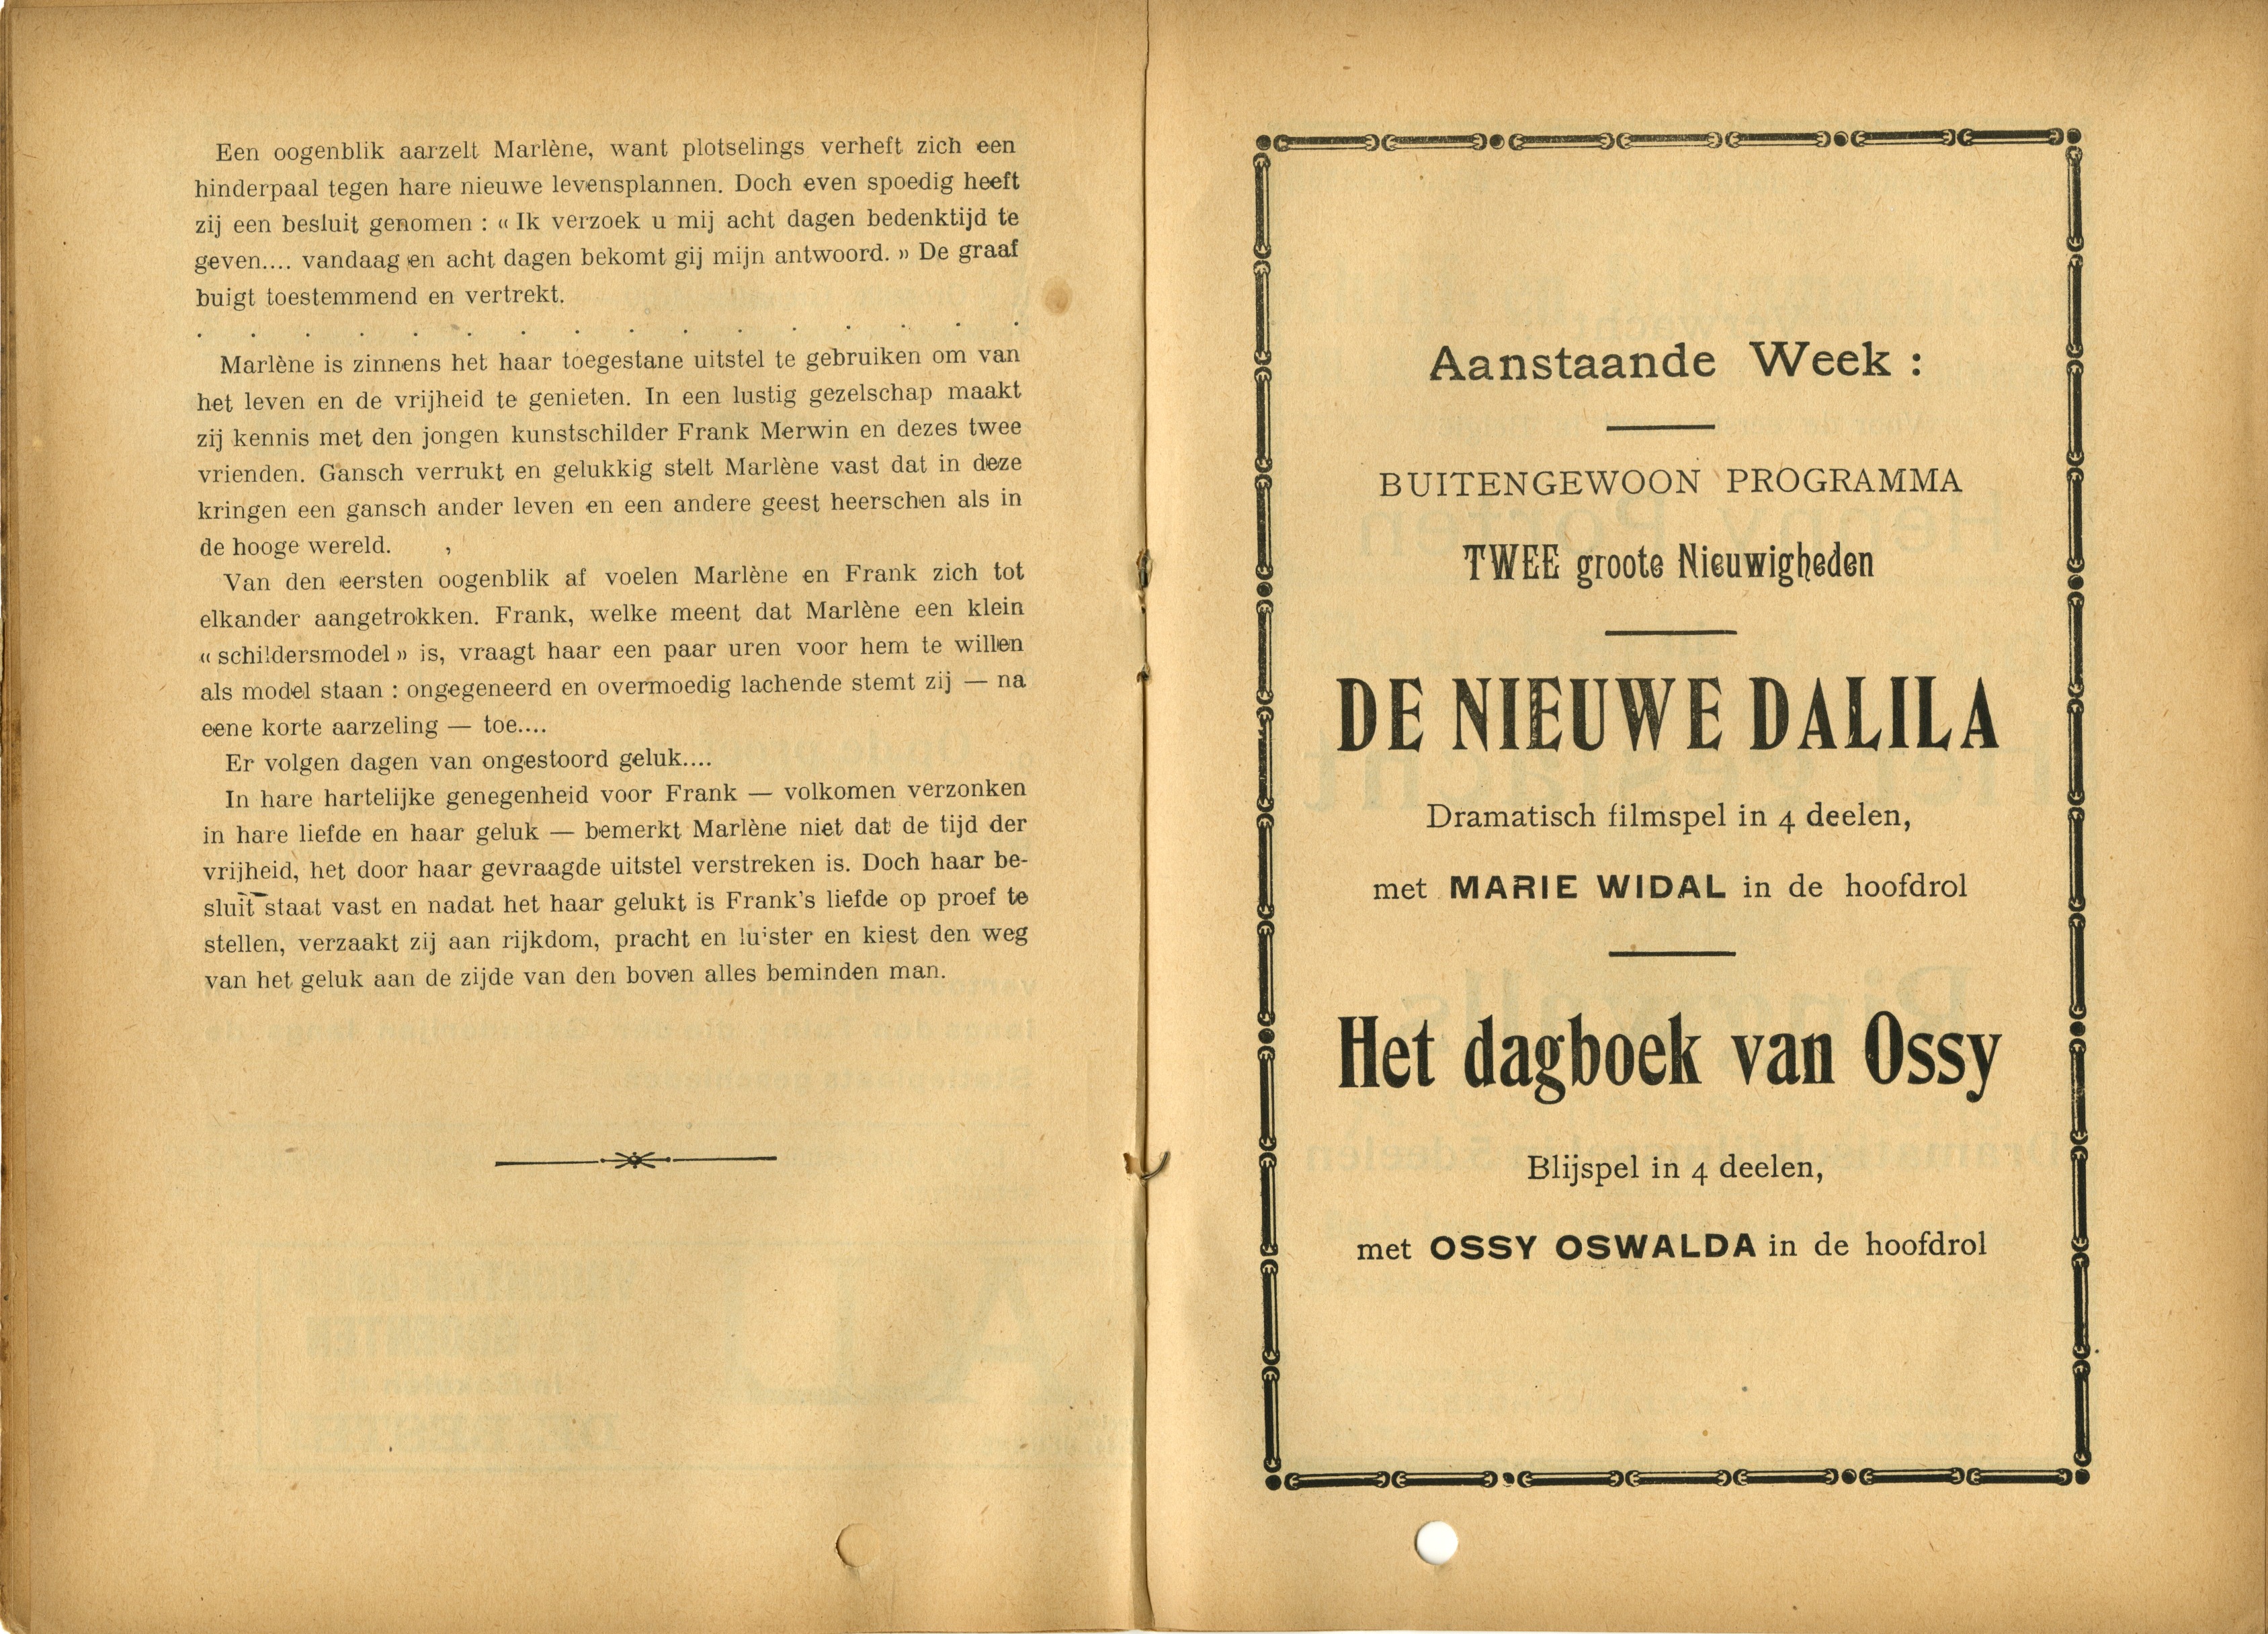 Een oogenblik aarzelt Marlène, want plotselings verheft zich een
hinderpaal tegen hare nieuwe levensplannen. Doch even spoedig heeft
zij een besluit genomen : « Ik verzoek u mij acht dagen bedenktijd te
geven.... vandaag en acht dagen bekomt gij mijn antwoord. » De graaf
buigt toestemmend en vertrekt.
. . . . . . . . . . . . . . . .
Marlène is zinnens het haar toegestane uitstel te gebruiken om van
het leven en de vrijheid te genieten. In een lustig gezelschap maakt
zij kennis met den jongen kunstschilder Frank Merwin en dezes twee
vrienden. Gansch verrukt en gelukkig stelt Marlène vast dat in deze
kringen een gansch ander leven en een andere geest heerschen als in
de hooge wereld.
Van den eersten oogenblik af voelen Marlène en Frank zich tot
elkander aangetrokken. Frank, welke meent dat Marlène een klein
« schildersmodel » is, vraagt haar een paar uren voor hem te willen
als model staan : ongegeneerd en overmoedig lachende stemt zij — na
eene korte aarzeling — toe....
Er volgen dagen van ongestoord geluk....
In hare hartelijke genegenheid voor Frank — volkomen verzonken
in hare liefde en haar geluk — bemerkt Marlène niet dat de tijd der
vrijheid, het door haar gevraagde uitstel verstreken is. Doch haar be-
sluit staat vast en nadat het haar gelukt is Frank's liefde op proef te
stellen, verzaakt zij aan rijkdom, pracht en luister en kiest den weg
van het geluk aan de zijde van den boven alles beminden man.
Aanstaande Week :
BUITENGEWOON PROGRAMMA
TWEE groote Nieuwigheden
DE NIEUWE DALILA
Dramatisch filmspel in 4 deelen,
met MARIE WIDAL in de hoofdrol
Het dagboek van Ossy
Blijspel in 4 deelen,
met OSSY OSWALDA in de hoofdrol